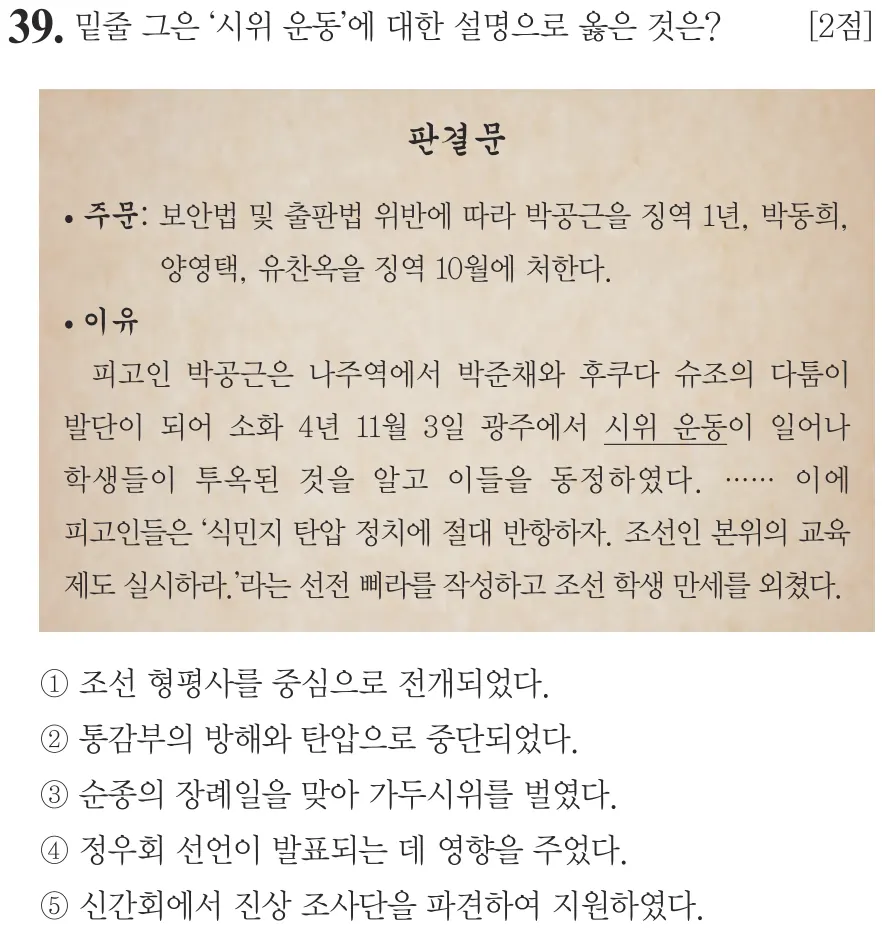 39. 밑줄 그은 ‘시위 운동’에 대한 설명으로 옳은 것은? [2점]
판결문
• 주문: 보안법 및 출판법 위반에 따라 박공근을 징역 1년, 박동희,
양영택, 유찬옥을 징역 10월에 처한다.
• 이유
피고인 박공근은 나주역에서 박준채와 후쿠다 슈조의 다툼이
발단이 되어 소화 4년 11월 3일 광주에서 시위 운동이 일어나
학생들이 투옥된 것을 알고 이들을 동정하였다. …… 이에
피고인들은 ‘식민지 탄압 정치에 절대 반항하자. 조선인 본위의 교육
제도 실시하라.’라는 선전 삐라를 작성하고 조선 학생 만세를 외쳤다.
① 조선 형평사를 중심으로 전개되었다.
② 통감부의 방해와 탄압으로 중단되었다.
③ 순종의 장례일을 맞아 가두시위를 벌였다.
④ 정우회 선언이 발표되는 데 영향을 주었다.
⑤ 신간회에서 진상 조사단을 파견하여 지원하였다.